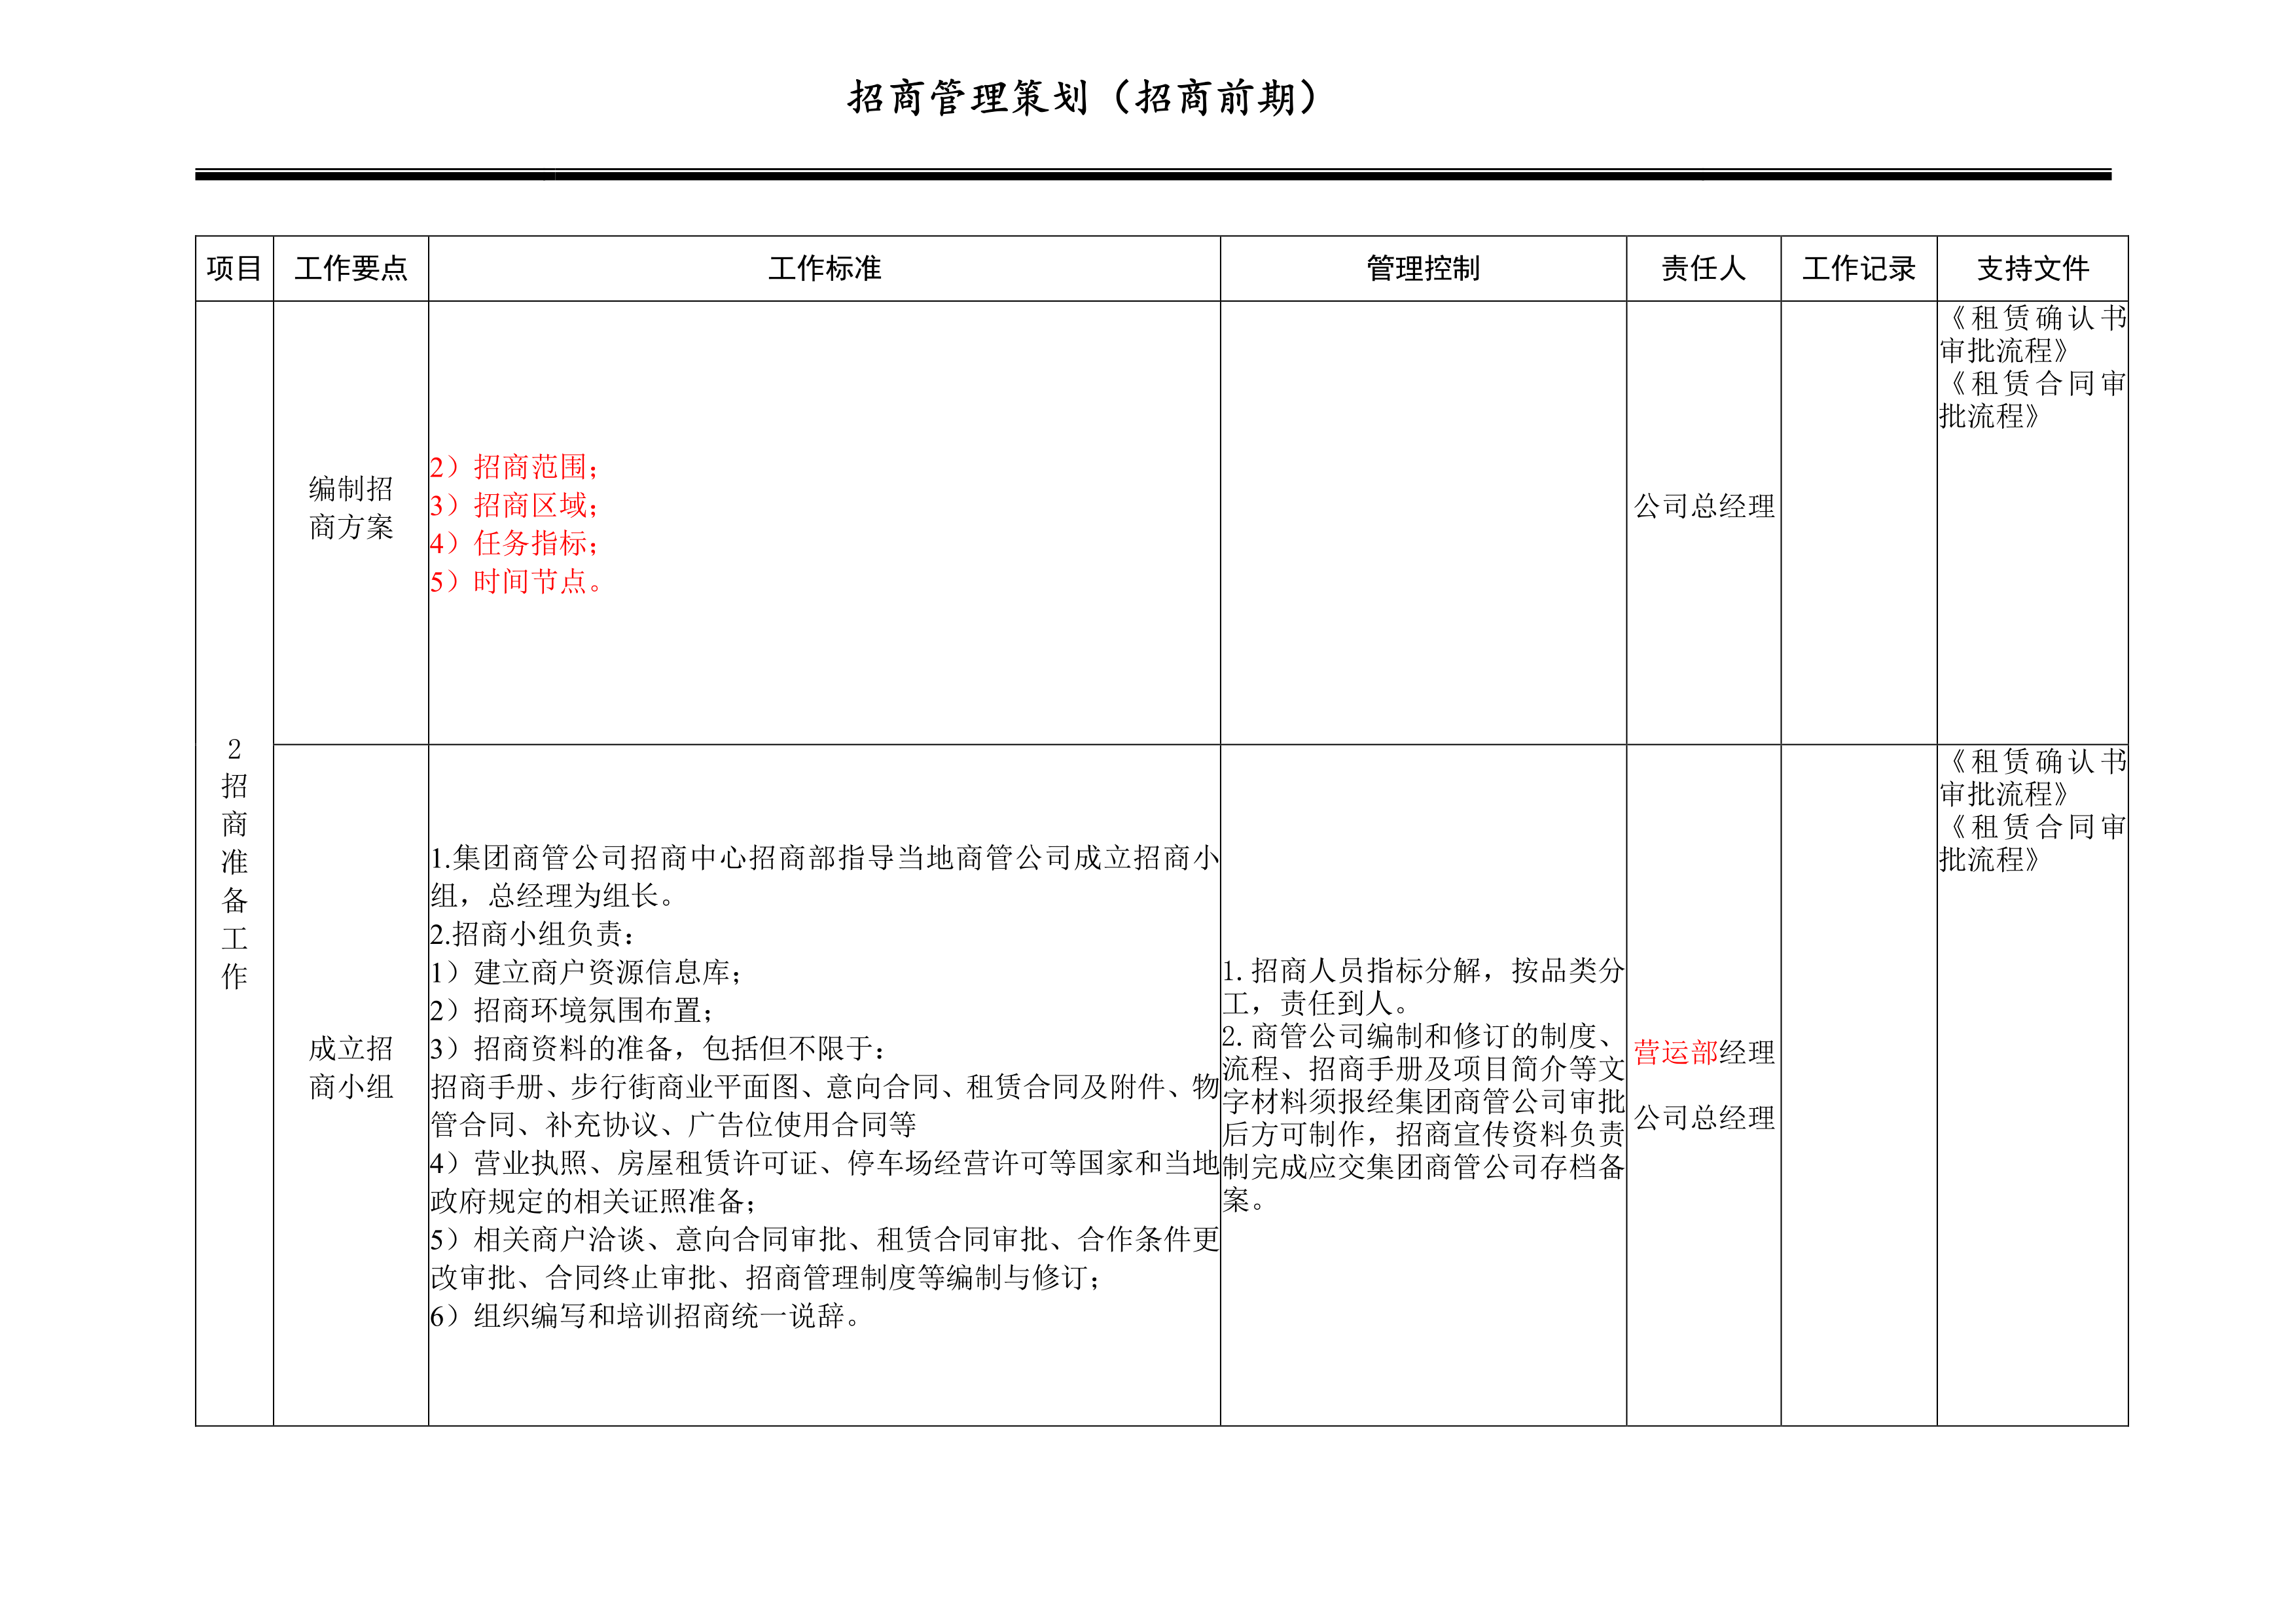 招商管理策划（招商前期）
项目 工作要点 工作标准 管理控制 责任人 工作记录 支持文件
2
招
商
准
备
工
作
编制招
商方案
2）招商范围；
3）招商区域；
4）任务指标；
5）时间节点。
公司总经理
《租赁确认书
审批流程》
《租赁合同审
批流程》
成立招
商小组
1.集团商管公司招商中心招商部指导当地商管公司成立招商小
组，总经理为组长。
2.招商小组负责：
1）建立商户资源信息库；
2）招商环境氛围布置；
3）招商资料的准备，包括但不限于：
招商手册、步行街商业平面图、意向合同、租赁合同及附件、物
管合同、补充协议、广告位使用合同等
4）营业执照、房屋租赁许可证、停车场经营许可等国家和当地
政府规定的相关证照准备；
5）相关商户洽谈、意向合同审批、租赁合同审批、合作条件更
改审批、合同终止审批、招商管理制度等编制与修订；
6）组织编写和培训招商统一说辞。
1.招商人员指标分解，按品类分
工，责任到人。
2.商管公司编制和修订的制度、
流程、招商手册及项目简介等文
字材料须报经集团商管公司审批
后方可制作，招商宣传资料负责
制完成应交集团商管公司存档备
案。
营运部经理
公司总经理
《租赁确认书
审批流程》
《租赁合同审
批流程》